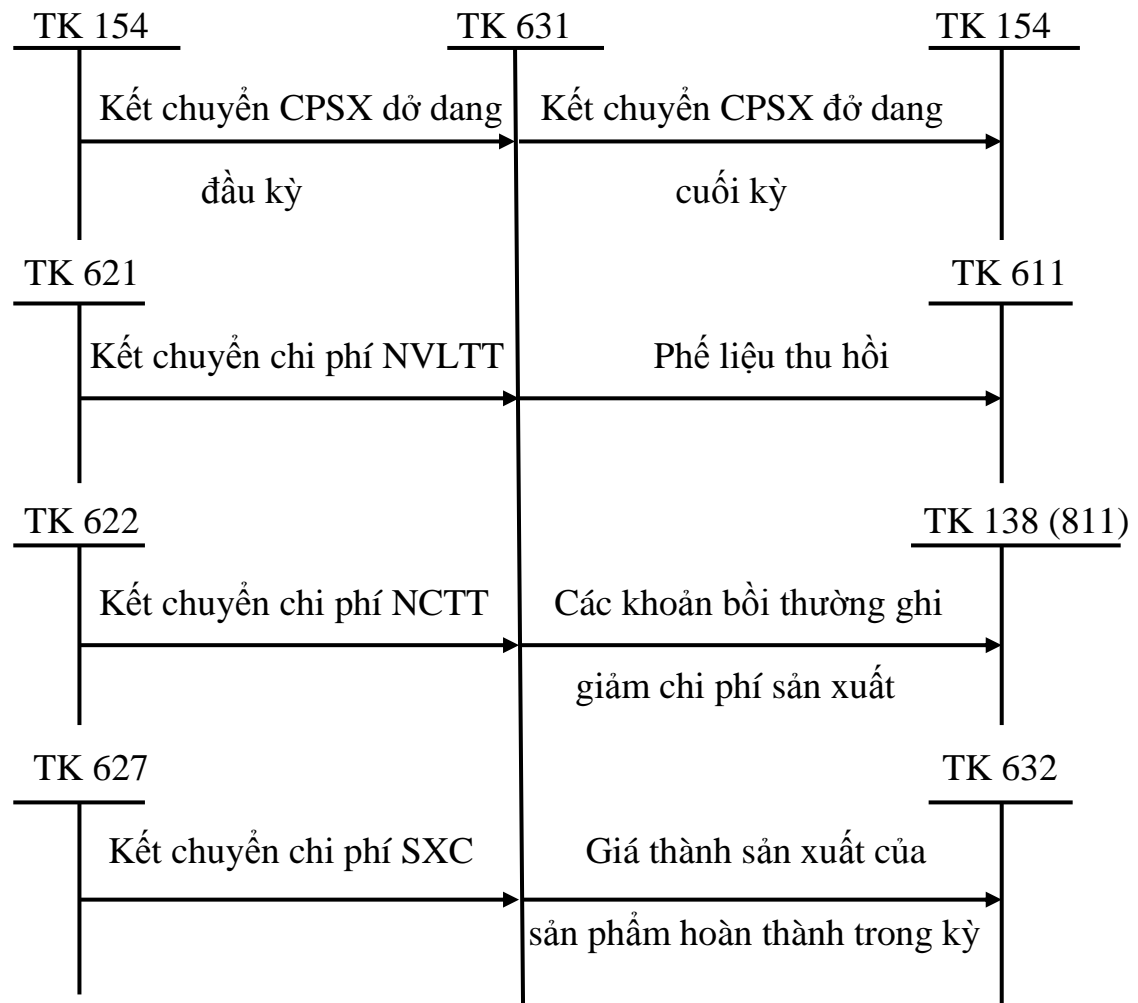 TK 154 TK 631 TK 154
Kết chuyển CPSX dở dang Kết chuyển CPSX đở dang
đầu kỳ cuối kỳ
TK 621 TK 611
Kết chuyển chi phí NVLTT Phế liệu thu hồi
TK 622 TK 138 (811)
Kết chuyển chi phí NCTT Các khoản bồi thường ghi
giảm chi phí sản xuất
TK 627 TK 632
Kết chuyển chi phí SXC Giá thành sản xuất của
sản phẩm hoàn thành trong kỳ